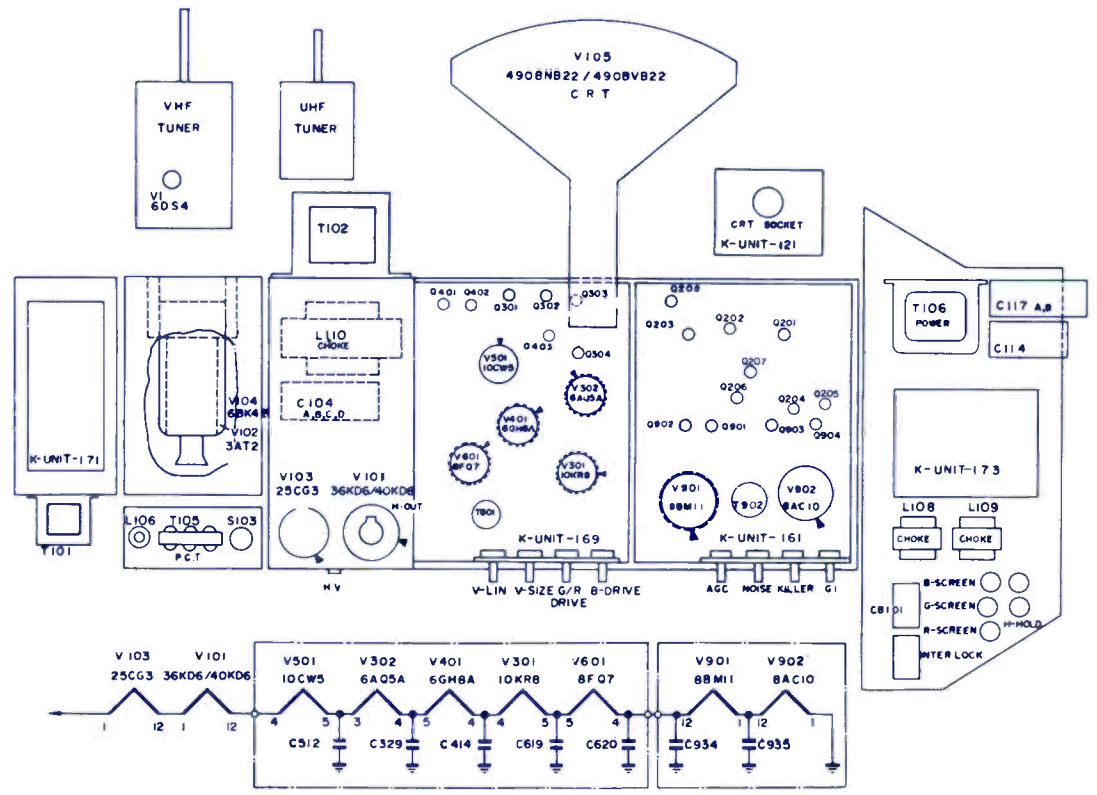 V105
4908NB22/4908VB22
CRT
VHF
TUNER
V1
6DS4
UHF
TUNER
T102
CRT SOCKET
K-UNIT-121
K-UNIT-171
T101
V104
6BK4
V102
3AT2
L106
T105
S103
P.C.T
L110
CHOKE
C104
A,B,C,D
V103
25CG3
V101
36KD6/40KD6
H-OUT
HV
Q401
Q402
Q301
Q302
Q303
Q403
Q304
V501
10CW5
V302
6AQ5A
V401
6GH8A
V601
8FQ7
V301
10KR8
T601
K-UNIT-169
V-LIN
V-SIZE
G/R
DRIVE
B-DRIVE
Q208
Q203
Q202
Q201
Q207
Q206
Q204
Q205
Q902
Q901
Q903
Q904
V901
8BM11
T902
V902
8AC10
K-UNIT-161
AGC
NOISE
KILLER
G1
T106
POWER
C117 A,B
C114
K-UNIT-173
L108
CHOKE
L109
CHOKE
CB101
B-SCREEN
G-SCREEN
R-SCREEN
H-HOLD
INTERLOCK
V103
25CG3
V101
36KD6/40KD6
V501
10CW5
V302
6AQ5A
V401
6GH8A
V301
10KR8
V601
8FQ7
V901
8BM11
V902
8AC10
1 12 1 12 4 5 3 4 5 4 4 5 5 4 12 1 12 1
C512
C329
C414
C619
C620
C934
C935